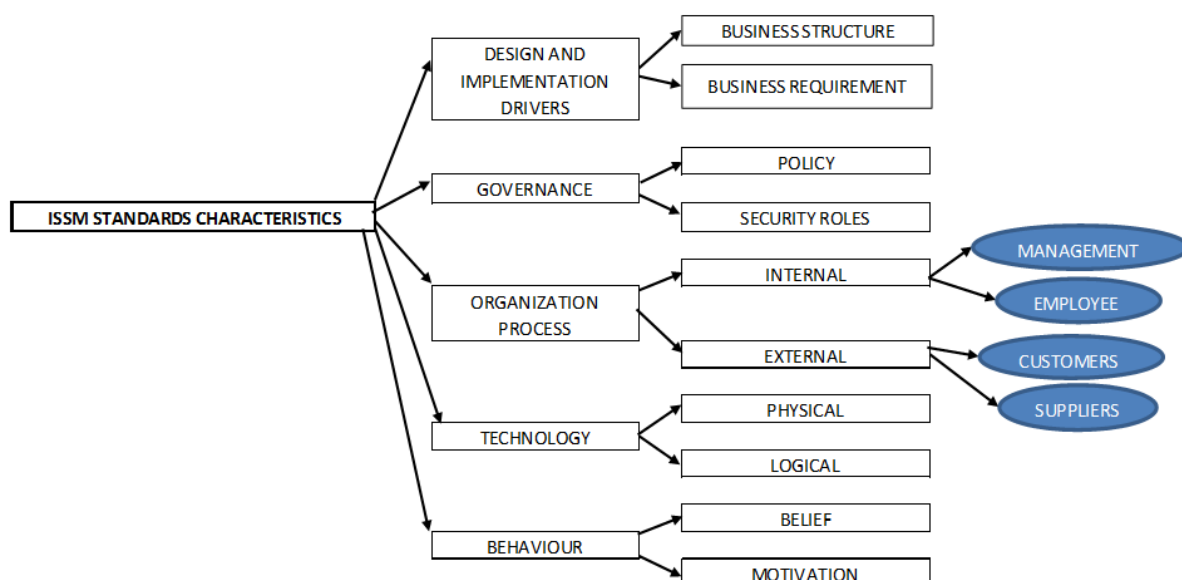 BUSINESS STRUCTURE
DESIGN AND
IMPLEMENTATION
DRIVERS
BUSINESS REQUIREMENT
POLICY
GOVERNANCE
SECURITY ROLES
ISSM STANDARDS CHARACTERISTICS
MANAGEMENT
INTERNAL
ORGANIZATION
PROCESS
EMPLOYEE
EXTERNAL
CUSTOMERS
SUPPLIERS
PHYSICAL
TECHNOLOGY
LOGICAL
BELIEF
BEHAVIOUR
MOTIVATION